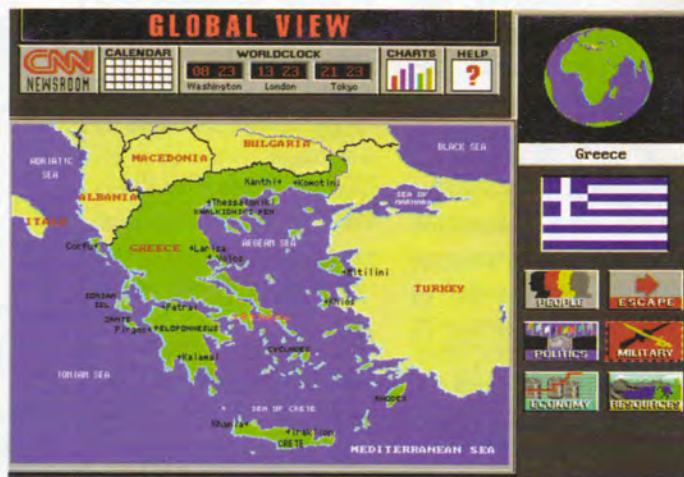 GLOBAL VIEW
CNN
NEWSROOM
CALENDAR
WORLDCLOCK
08 23
13 23
21 23
Washington
London
Tokyo
CHARTS
HELP
?
Greece
PEOPLE
ESCAPE
POLITICS
MILITARY
ECONOMY
RESOURCES
ADRIATIC
SEA
MACEDONIA
BULGARIA
BLACK SEA
ALBANIA
ITALY
Xanthi
Komotini
SEA OF
MARMARA
Thessaloniki
KHALKIDHIKI PEN
Corfu
GREECE
Larisa
Volos
AEGEAN SEA
Mitilini
TURKEY
IONIAN
ISL
Patrai
Khios
ZANTE
Pirgos
PELOPONNESUS
CYCLADES
Kalamai
IONIAN SEA
RHODES
SEA OF CRETE
Khania
Iraklion
CRETE
MEDITERRANEAN SEA